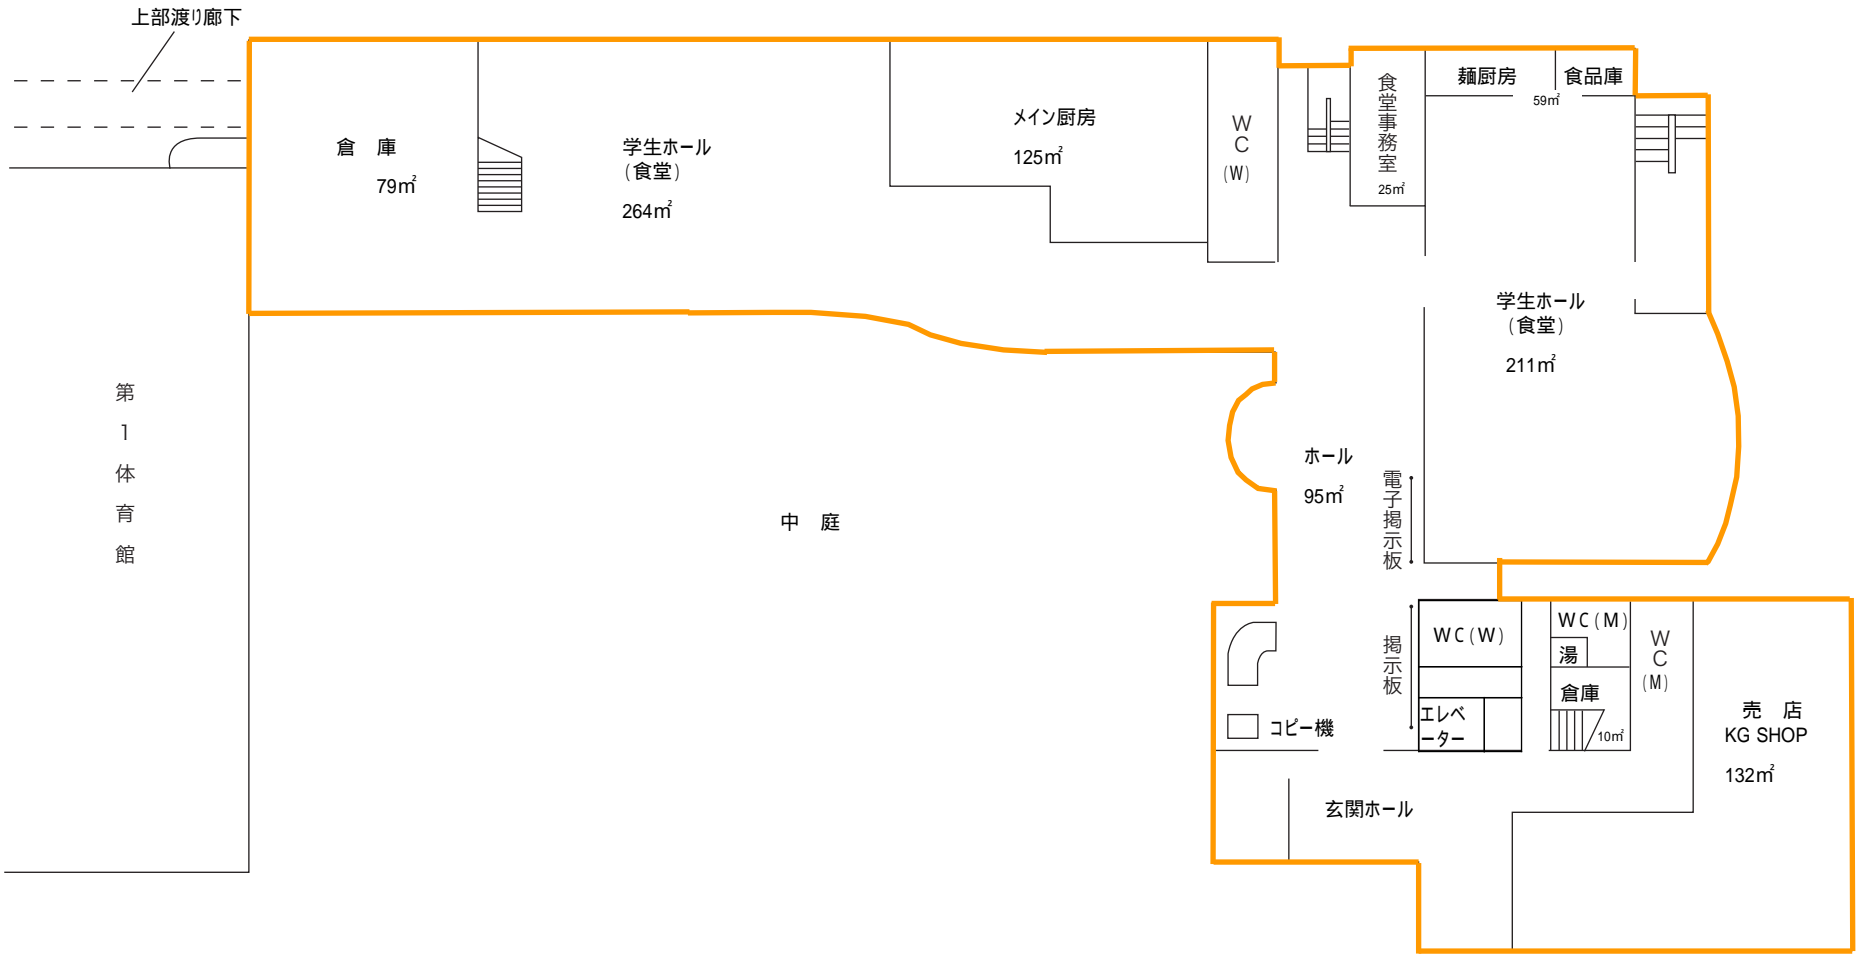 上部渡り廊下
倉 庫
79㎡
学生ホール
(食堂)
264㎡
メイン厨房
125㎡
WC
(W)
食堂事務室
25㎡
麺厨房
食品庫
59㎡
学生ホール
(食堂)
211㎡
第1体育館
中 庭
ホール
95㎡
電子掲示板
掲示板
WC(W)
エレベ
ーター
WC(M)
湯
倉庫
10㎡
WC
(M)
コピー機
売 店
KG SHOP
132㎡
玄関ホール